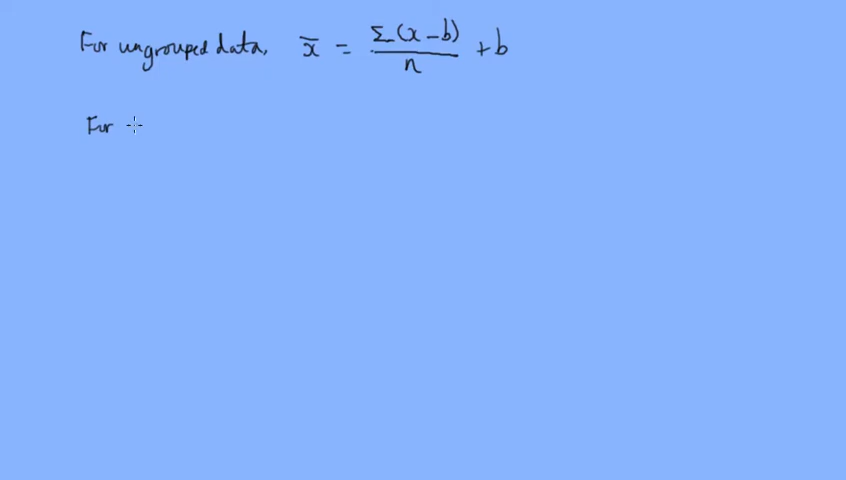 For ungrouped data, x̄ = Σ(x - b) / n + b
For